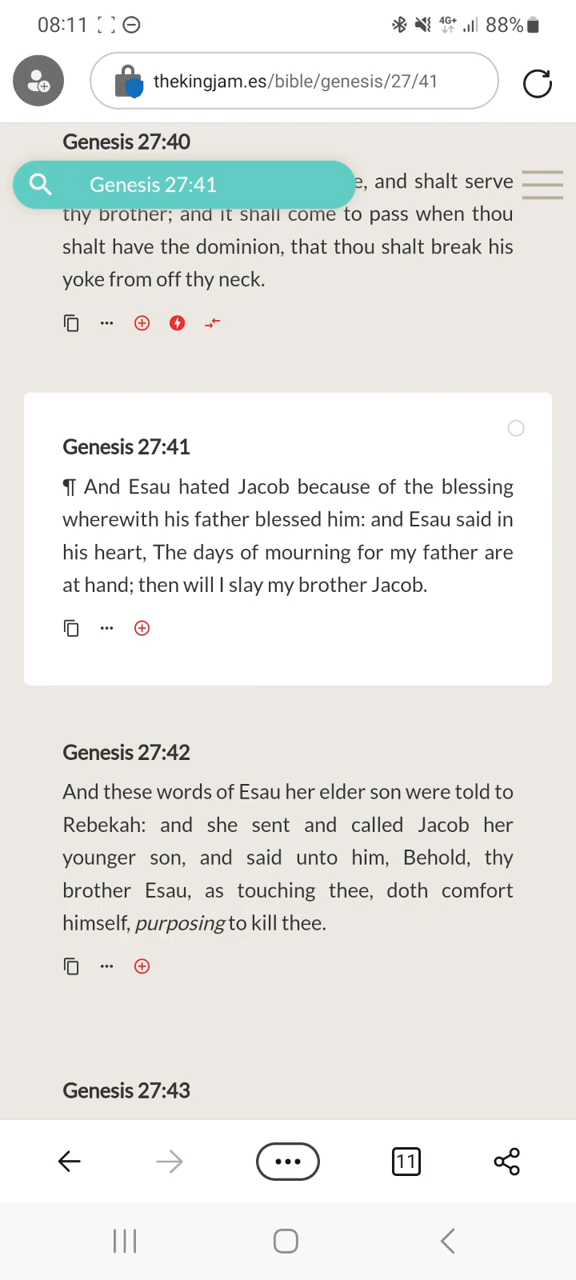 08:11
4G+ 88%
thekingjam.es/bible/genesis/27/41
Genesis 27:40
Genesis 27:41
e, and shalt serve
thy brother; and it shall come to pass when thou
shalt have the dominion, that thou shalt break his
yoke from off thy neck.
Genesis 27:41
¶ And Esau hated Jacob because of the blessing
wherewith his father blessed him: and Esau said in
his heart, The days of mourning for my father are
at hand; then will I slay my brother Jacob.
Genesis 27:42
And these words of Esau her elder son were told to
Rebekah: and she sent and called Jacob her
younger son, and said unto him, Behold, thy
brother Esau, as touching thee, doth comfort
himself, purposing to kill thee.
Genesis 27:43
11